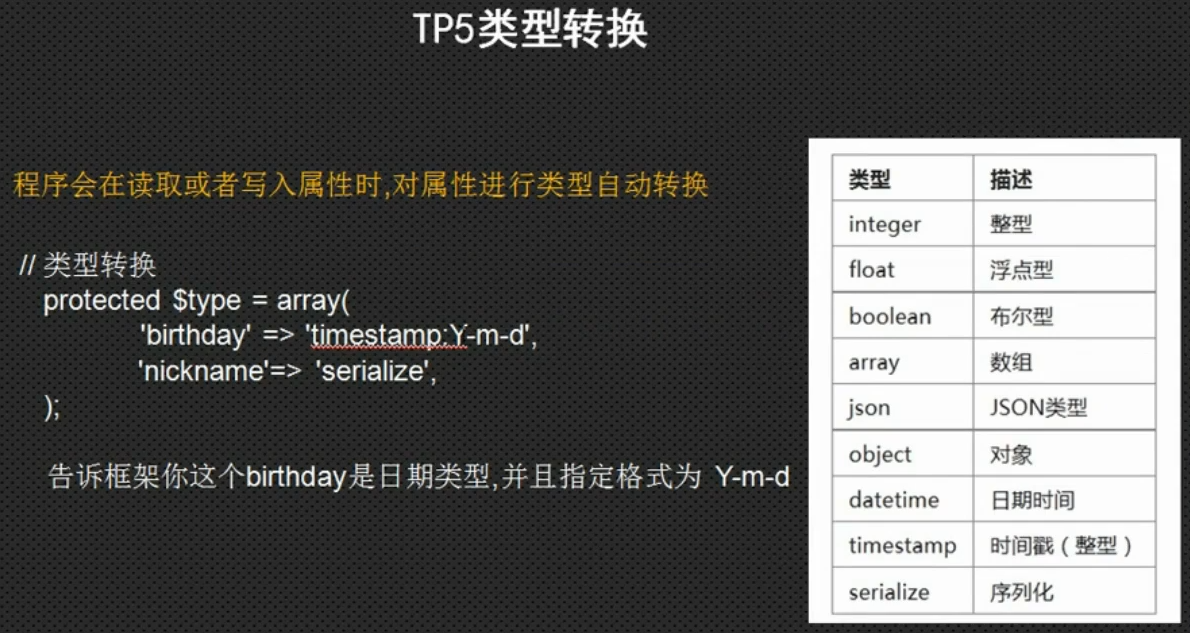 TP5类型转换
程序会在读取或者写入属性时,对属性进行类型自动转换
// 类型转换
protected $type = array(
'birthday' => 'timestamp:Y-m-d',
'nickname'=> 'serialize',
);
告诉框架你这个birthday是日期类型,并且指定格式为 Y-m-d
类型 描述
integer 整型
float 浮点型
boolean 布尔型
array 数组
json JSON类型
object 对象
datetime 日期时间
timestamp 时间戳（整型）
serialize 序列化